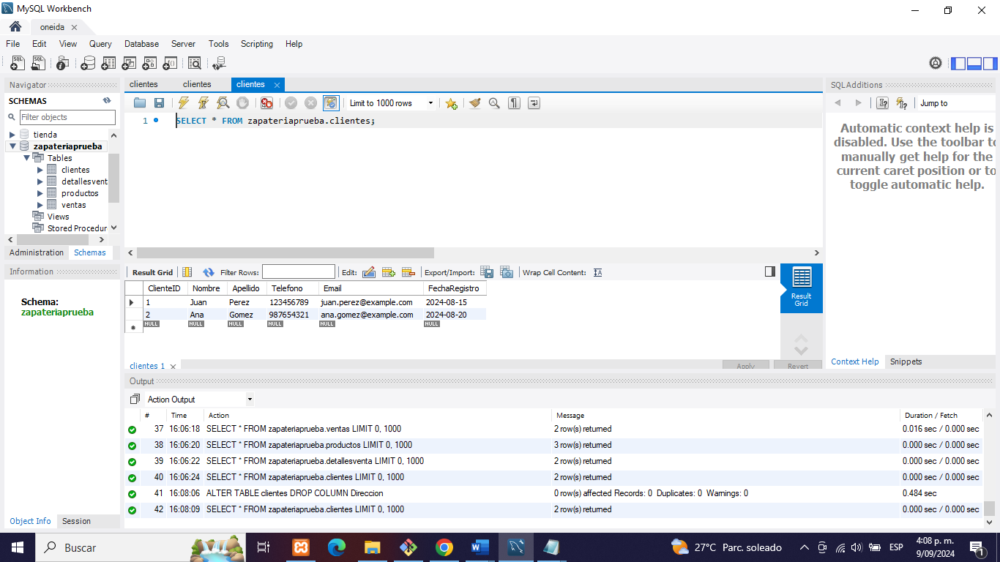 MySQL Workbench
oneida
File Edit View Query Database Server Tools Scripting Help
Navigator
SCHEMAS
Filter objects
tienda
zapateriaprueba
Tables
clientes
detallesvent
productos
ventas
Views
Stored Procedur
Administration Schemas
Information
Schema:
zapateriaprueba
Object Info Session
clientes clientes clientes
Limit to 1000 rows
1 SELECT * FROM zapateriaprueba.clientes;
Result Grid Filter Rows: Edit: Export/Import: Wrap Cell Content:
ClienteID Nombre Apellido Telefono Email FechaRegistro
1 Juan Perez 123456789 juan.perez@example.com 2024-08-15
2 Ana Gomez 987654321 ana.gomez@example.com 2024-08-20
NULL NULL NULL NULL NULL NULL
Result
Grid
clientes 1
Apply Revert
SQLAdditions
Jump to
Automatic context help is
disabled. Use the toolbar to
manually get help for the
current caret position or to
toggle automatic help.
Context Help Snippets
Output
Action Output
# Time Action Message Duration / Fetch
37 16:06:18 SELECT * FROM zapateriaprueba.ventas LIMIT 0, 1000 2 row(s) returned 0.016 sec / 0.000 sec
38 16:06:20 SELECT * FROM zapateriaprueba.productos LIMIT 0, 1000 3 row(s) returned 0.000 sec / 0.000 sec
39 16:06:22 SELECT * FROM zapateriaprueba.detallesventa LIMIT 0, 1000 2 row(s) returned 0.000 sec / 0.000 sec
40 16:06:24 SELECT * FROM zapateriaprueba.clientes LIMIT 0, 1000 2 row(s) returned 0.000 sec / 0.000 sec
41 16:08:06 ALTER TABLE clientes DROP COLUMN Direccion 0 row(s) affected Records: 0 Duplicates: 0 Warnings: 0 0.484 sec
42 16:08:09 SELECT * FROM zapateriaprueba.clientes LIMIT 0, 1000 2 row(s) returned 0.000 sec / 0.000 sec
Buscar
27°C Parc. soleado
ESP
4:08 p. m.
9/09/2024
1